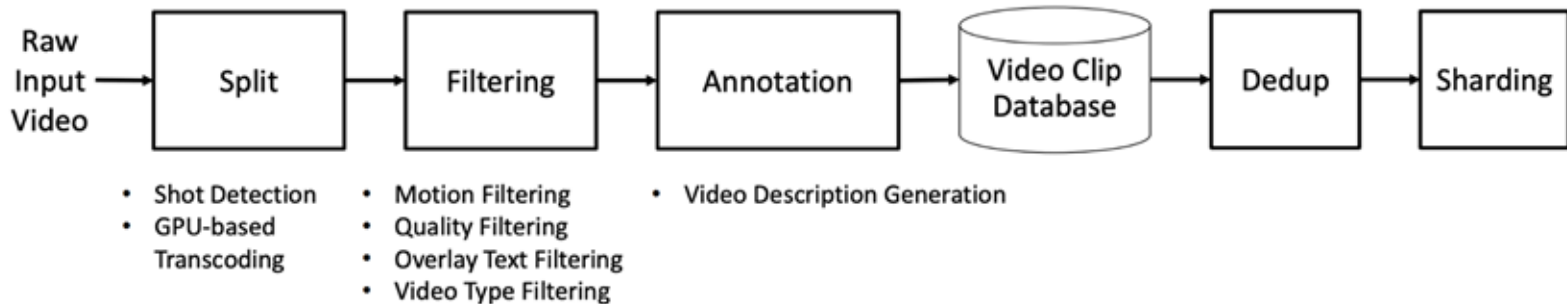 Raw
Input
Video
Split
Filtering
Annotation
Video Clip
Database
Dedup
Sharding
• Shot Detection
• GPU-based
Transcoding
• Motion Filtering
• Quality Filtering
• Overlay Text Filtering
• Video Type Filtering
• Video Description Generation